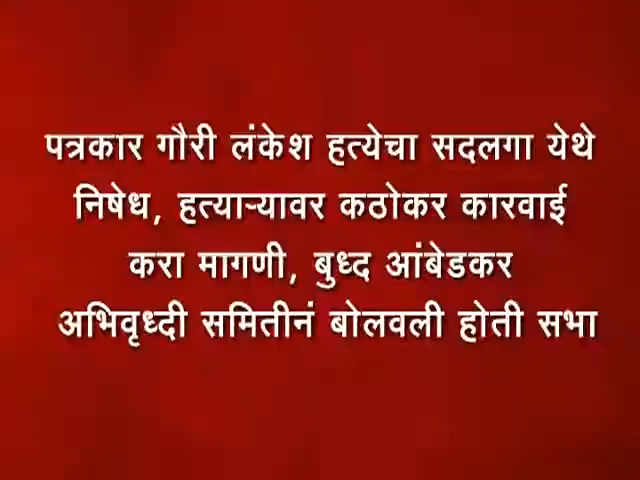 पत्रकार गौरी लंकेश हत्येचा सदलगा येथे
निषेध, हत्याऱ्यावर कठोकर कारवाई
करा मागणी, बुध्द आंबेडकर
अभिवृध्दी समितीनं बोलवली होती सभा